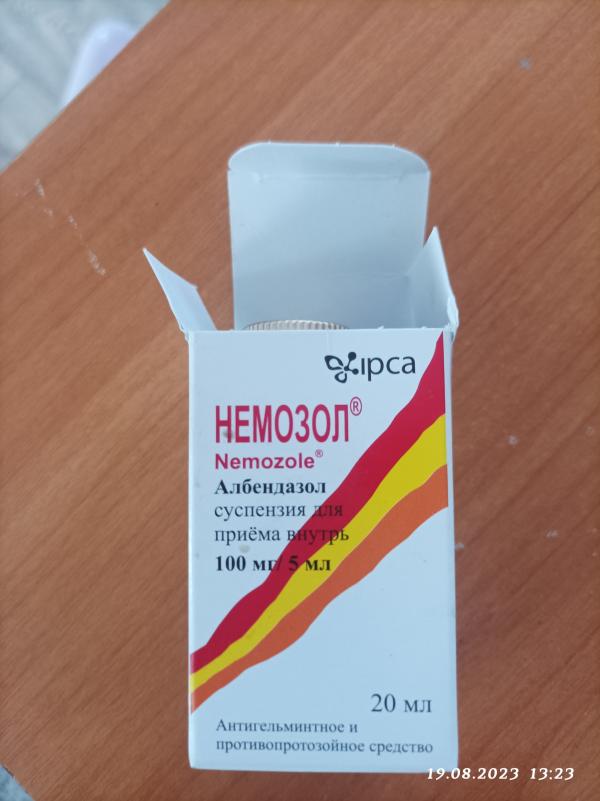 ipca
НЕМОЗОЛ®
Nemozole®
Албендазол
суспензия для
приёма внутрь
100 мг/ 5 мл
20 мл
Антигельминтное и
противопротозойное средство
19.08.2023 13:23